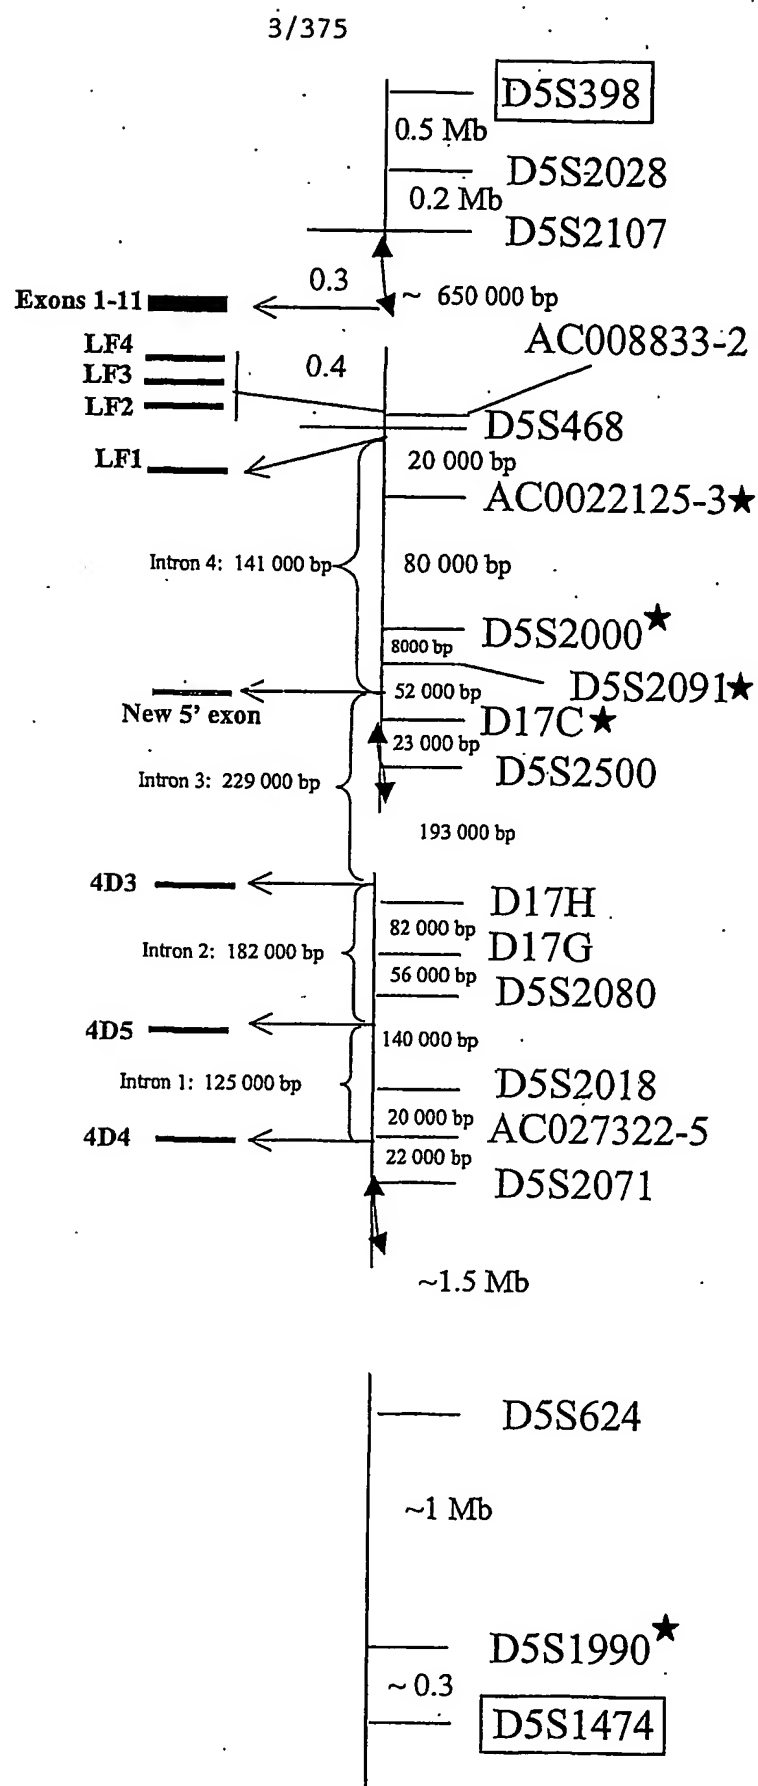 3/375
D5S398
0.5 Mb
D5S2028
0.2 Mb
D5S2107
0.3
~ 650 000 bp
Exons 1-11
AC008833-2
LF4
0.4
LF3
LF2
D5S468
LF1
20 000 bp
AC0022125-3★
Intron 4: 141 000 bp
80 000 bp
D5S2000★
8000 bp
D5S2091★
52 000 bp
New 5' exon
D17C★
23 000 bp
D5S2500
Intron 3: 229 000 bp
193 000 bp
4D3
D17H
82 000 bp
D17G
Intron 2: 182 000 bp
56 000 bp
D5S2080
4D5
140 000 bp
Intron 1: 125 000 bp
D5S2018
20 000 bp
AC027322-5
4D4
22 000 bp
D5S2071
~1.5 Mb
D5S624
~1 Mb
D5S1990★
~ 0.3
D5S1474